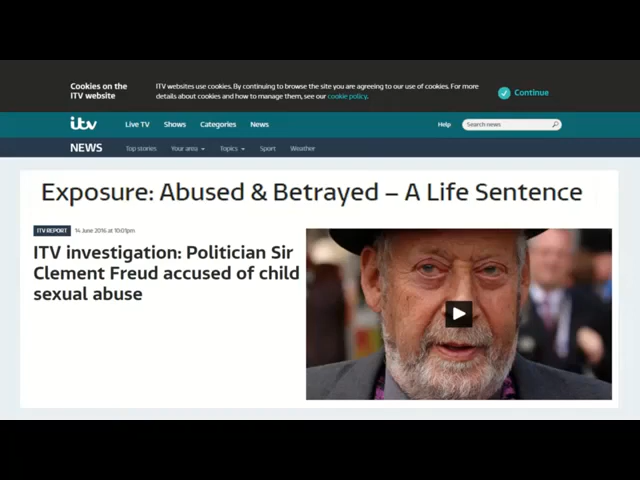 Cookies on the
ITV website
ITV websites use cookies. By continuing to browse the site you are agreeing to our use of cookies. For more
details about cookies and how to manage them, see our cookie policy.
Continue
itv
Live TV Shows Categories News
Help
Search news
NEWS
Top stories Your area Topics Sport Weather
Exposure: Abused & Betrayed – A Life Sentence
ITV REPORT 14 June 2016 at 10:01pm
ITV investigation: Politician Sir
Clement Freud accused of child
sexual abuse